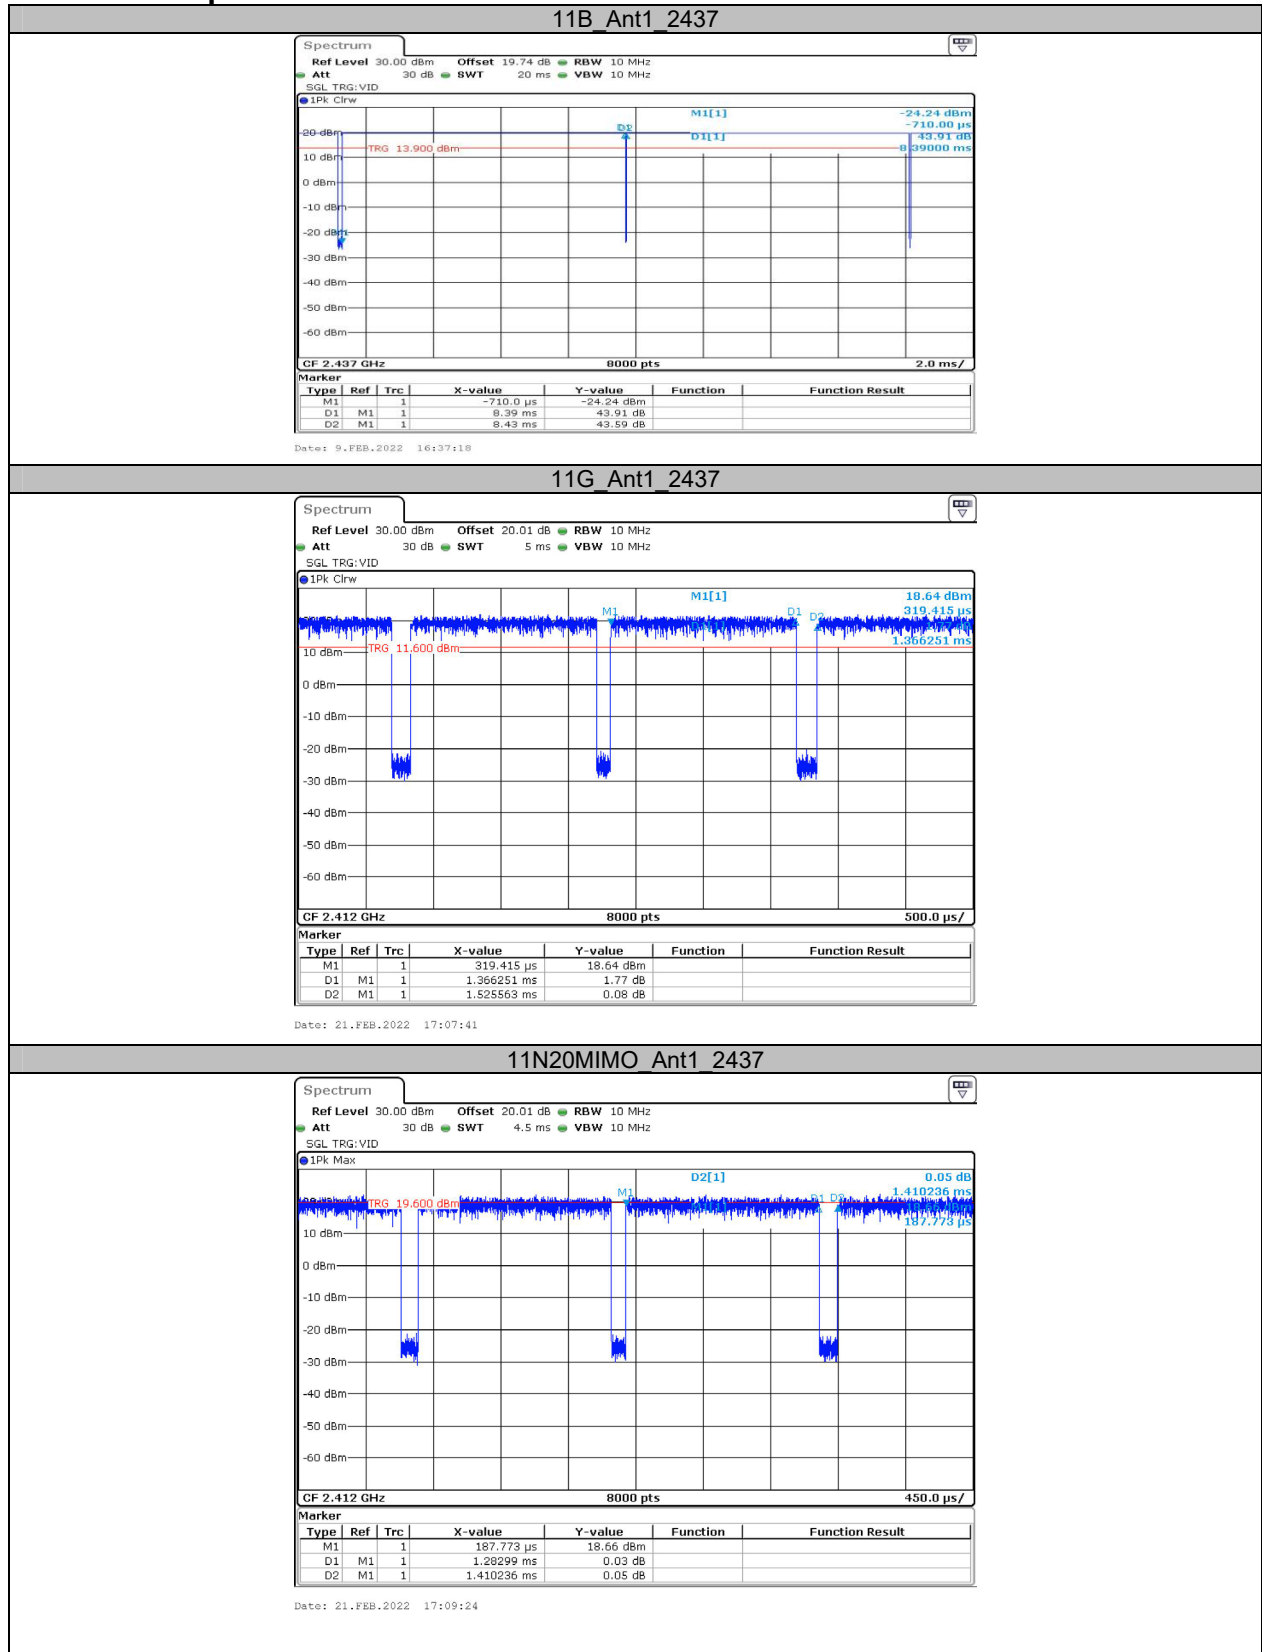 11B_Ant1_2437
Spectrum
Ref Level 30.00 dBm Offset 19.74 dB RBW 10 MHz
Att 30 dB SWT 20 ms VBW 10 MHz
SGL TRG:VID
1Pk Clrw
M1[1] -24.24 dBm
-710.00 µs
20 dBm D2 D1[1] 43.91 dB
TRG 13.900 dBm 8.39000 ms
10 dBm
0 dBm
-10 dBm
-20 dBm
-30 dBm
-40 dBm
-50 dBm
-60 dBm
CF 2.437 GHz 8000 pts 2.0 ms/
Marker
Type Ref Trc X-value Y-value Function Function Result
M1 1 -710.0 µs -24.24 dBm
D1 M1 1 8.39 ms 43.91 dB
D2 M1 1 8.43 ms 43.59 dB
Date: 9.FEB.2022 16:37:18
11G_Ant1_2437
Spectrum
Ref Level 30.00 dBm Offset 20.01 dB RBW 10 MHz
Att 30 dB SWT 5 ms VBW 10 MHz
SGL TRG:VID
1Pk Clrw
M1[1] 18.64 dBm
M1 D1 D2 319.415 µs
1.366251 ms
10 dBm TRG 11.600 dBm
0 dBm
-10 dBm
-20 dBm
-30 dBm
-40 dBm
-50 dBm
-60 dBm
CF 2.412 GHz 8000 pts 500.0 µs/
Marker
Type Ref Trc X-value Y-value Function Function Result
M1 1 319.415 µs 18.64 dBm
D1 M1 1 1.366251 ms 1.77 dB
D2 M1 1 1.525563 ms 0.08 dB
Date: 21.FEB.2022 17:07:41
11N20MIMO_Ant1_2437
Spectrum
Ref Level 30.00 dBm Offset 20.01 dB RBW 10 MHz
Att 30 dB SWT 4.5 ms VBW 10 MHz
SGL TRG:VID
1Pk Max
D2[1] 0.05 dB
M1 D1 D2 1.410236 ms
TRG 19.600 dBm M1[1] 18.66 dBm
187.773 µs
10 dBm
0 dBm
-10 dBm
-20 dBm
-30 dBm
-40 dBm
-50 dBm
-60 dBm
CF 2.412 GHz 8000 pts 450.0 µs/
Marker
Type Ref Trc X-value Y-value Function Function Result
M1 1 187.773 µs 18.66 dBm
D1 M1 1 1.28299 ms 0.03 dB
D2 M1 1 1.410236 ms 0.05 dB
Date: 21.FEB.2022 17:09:24